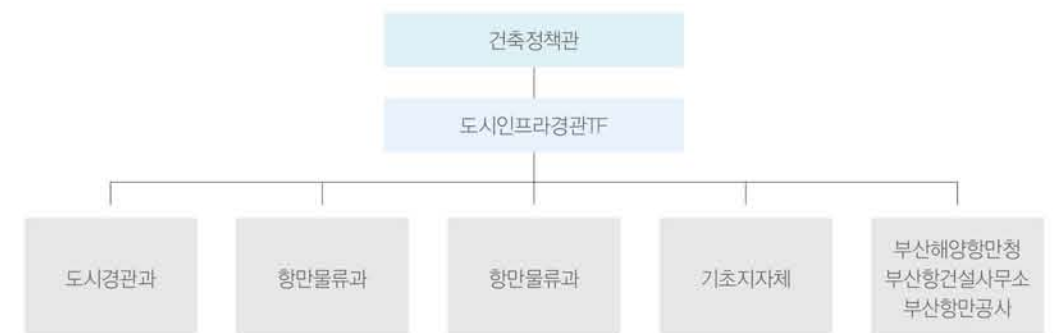 건축정책관
도시인프라경관TF
도시경관과
항만물류과
항만물류과
기초지자체
부산해양항만청
부산항건설사무소
부산항만공사